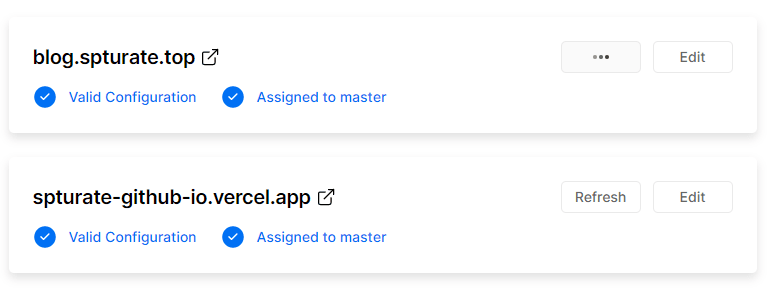 blog.spturate.top
Edit
Valid Configuration Assigned to master
spturate-github-io.vercel.app
Refresh Edit
Valid Configuration Assigned to master